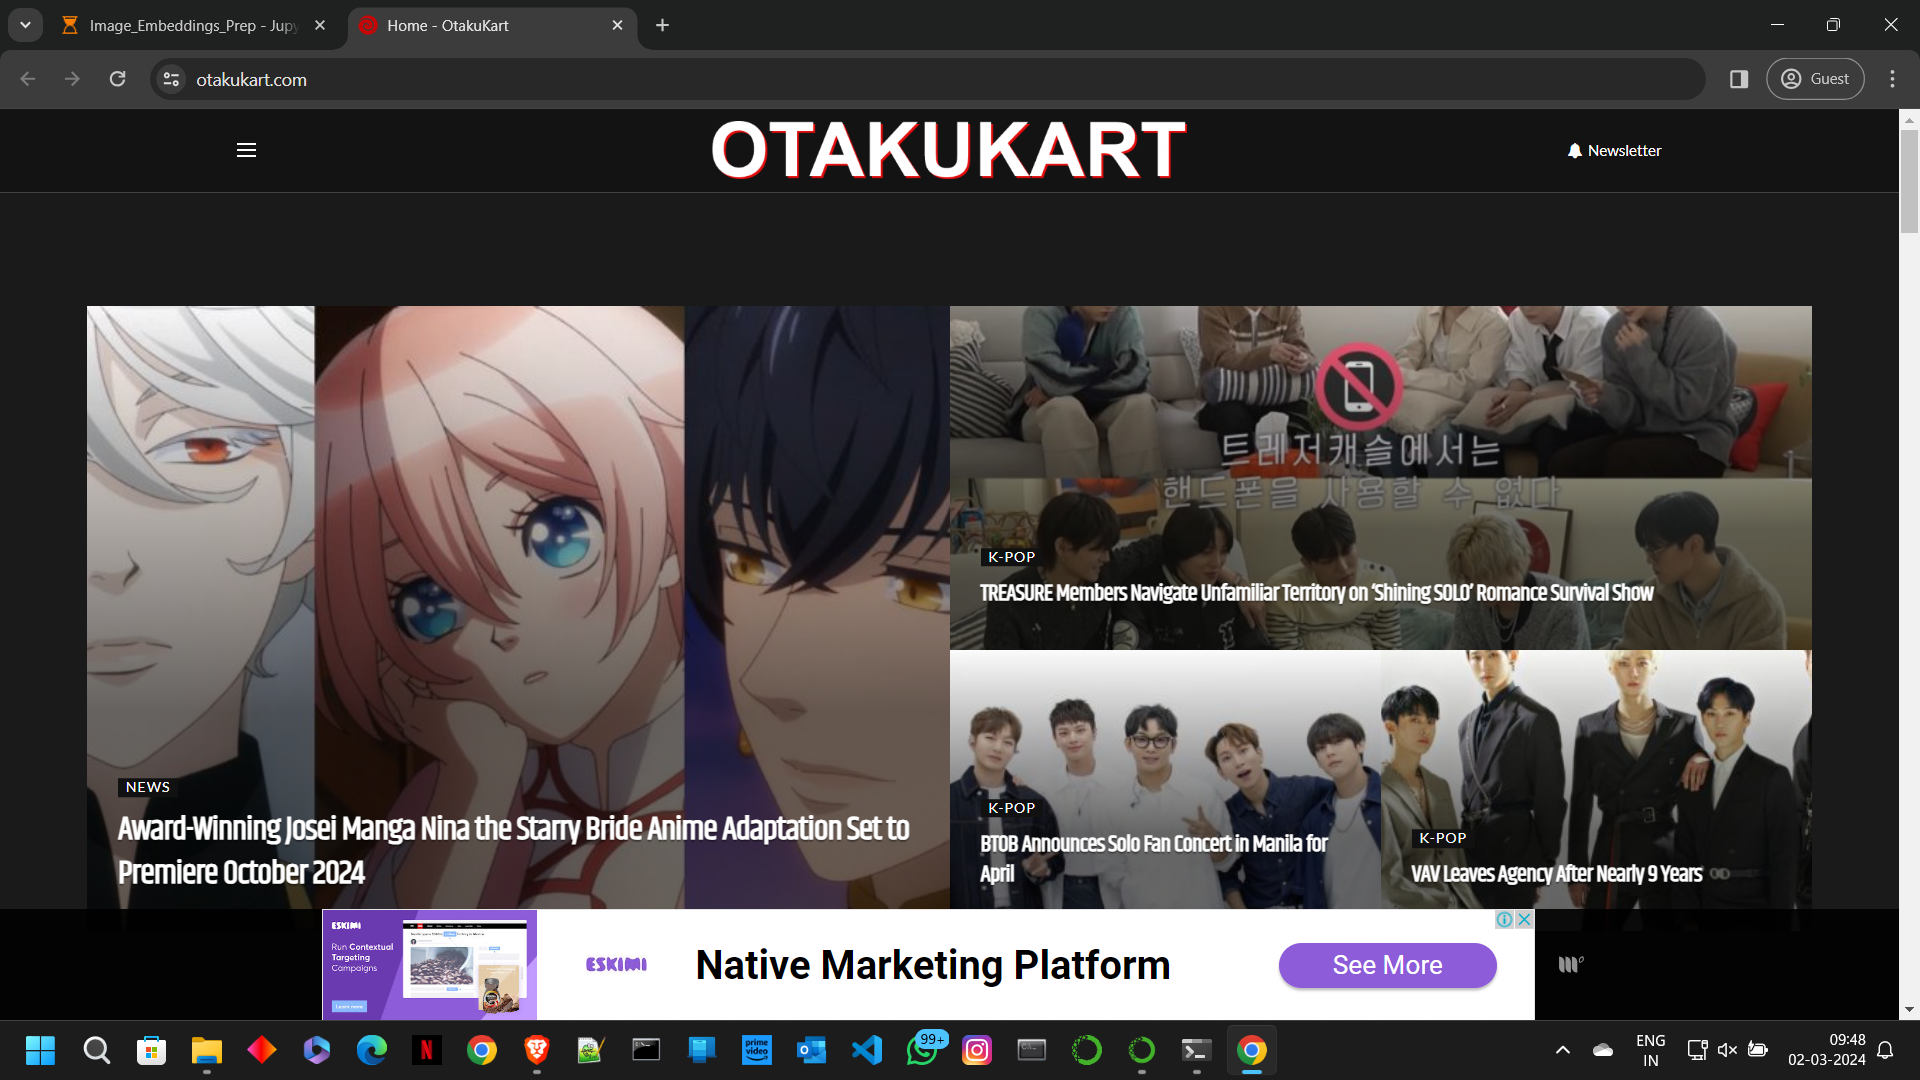 Image_Embeddings_Prep - Jupy
Home - OtakuKart
otakukart.com
Guest
OTAKUKART
Newsletter
트레저캐슬에서는
핸드폰을 사용할 수 없다
K-POP
TREASURE Members Navigate Unfamiliar Territory on ‘Shining SOLO’ Romance Survival Show
NEWS
Award-Winning Josei Manga Nina the Starry Bride Anime Adaptation Set to
Premiere October 2024
K-POP
BTOB Announces Solo Fan Concert in Manila for
April
K-POP
VAV Leaves Agency After Nearly 9 Years
ESKIMI
Run Contextual
Targeting
Campaigns
Learn more
ESKIMI
Native Marketing Platform
See More
prime
video
99+
ENG
IN
09:48
02-03-2024